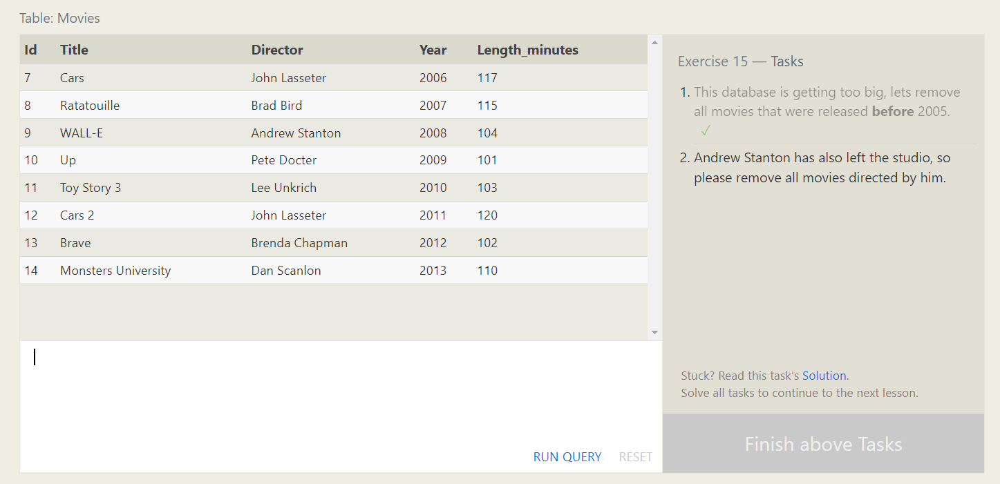 Table: Movies
Id Title Director Year Length_minutes
7 Cars John Lasseter 2006 117
8 Ratatouille Brad Bird 2007 115
9 WALL-E Andrew Stanton 2008 104
10 Up Pete Docter 2009 101
11 Toy Story 3 Lee Unkrich 2010 103
12 Cars 2 John Lasseter 2011 120
13 Brave Brenda Chapman 2012 102
14 Monsters University Dan Scanlon 2013 110
RUN QUERY RESET
Exercise 15 — Tasks
1. This database is getting too big, lets remove
all movies that were released before 2005.
✓
2. Andrew Stanton has also left the studio, so
please remove all movies directed by him.
Stuck? Read this task's Solution.
Solve all tasks to continue to the next lesson.
Finish above Tasks